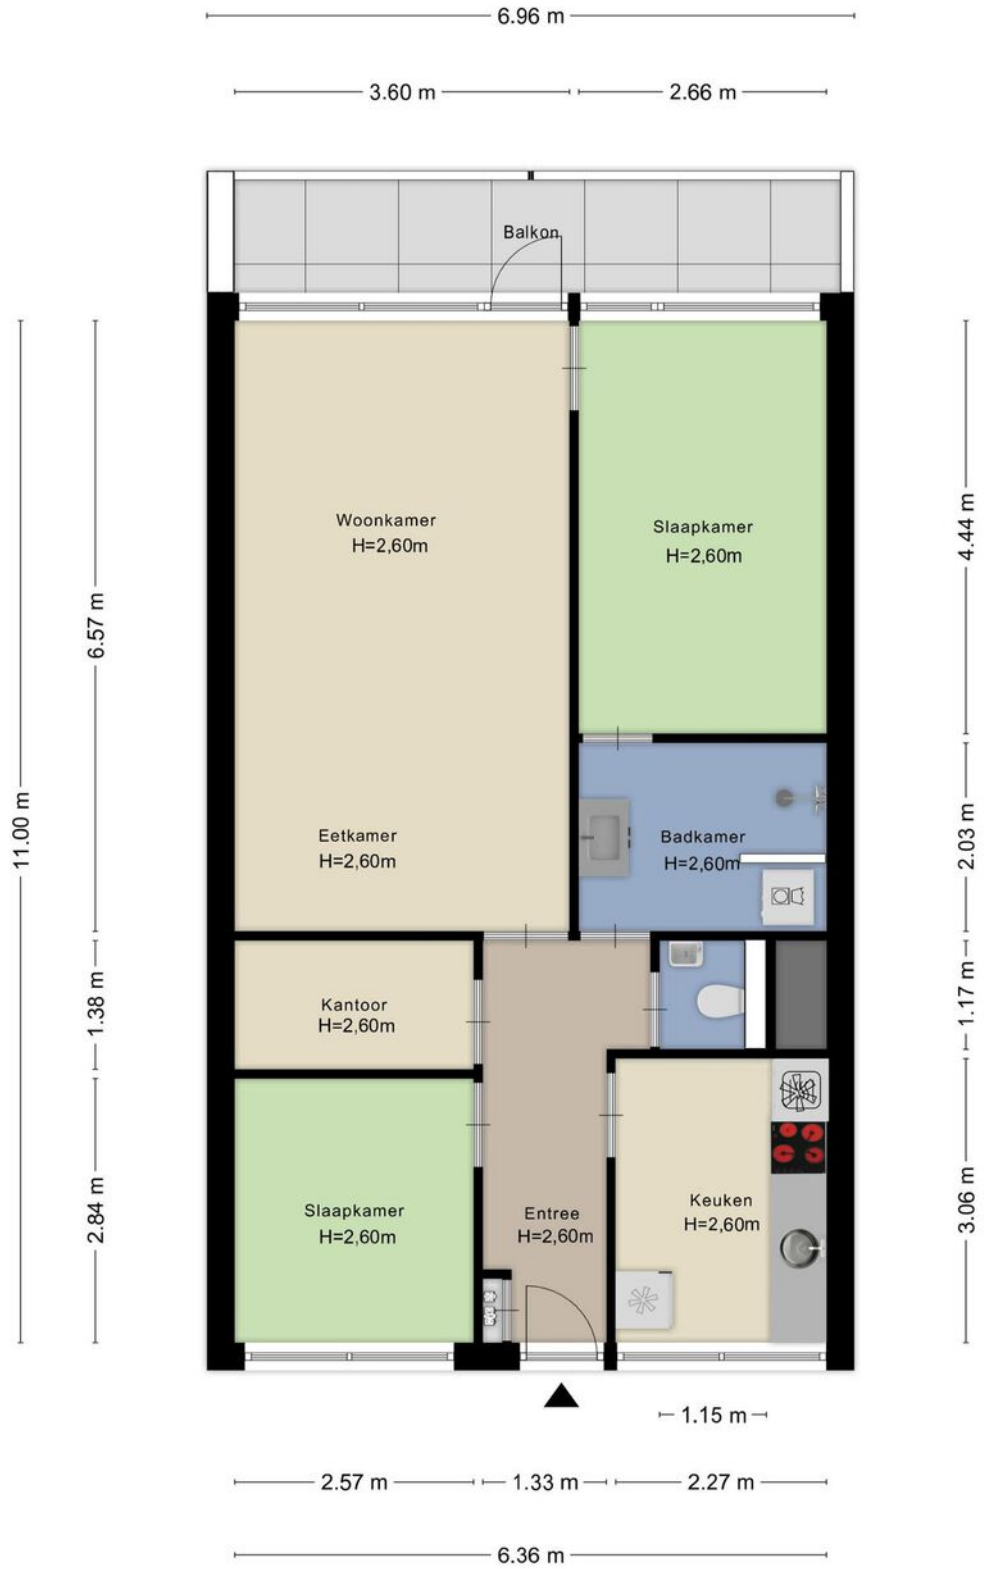 6.96 m
3.60 m
2.66 m
Balkon
Woonkamer
H=2,60m
Slaapkamer
H=2,60m
4.44 m
6.57 m
11.00 m
Eetkamer
H=2,60m
Badkamer
H=2,60m
2.03 m
Kantoor
H=2,60m
1.38 m
1.17 m
Slaapkamer
H=2,60m
2.84 m
Entree
H=2,60m
Keuken
H=2,60m
3.06 m
1.15 m
2.57 m
1.33 m
2.27 m
6.36 m